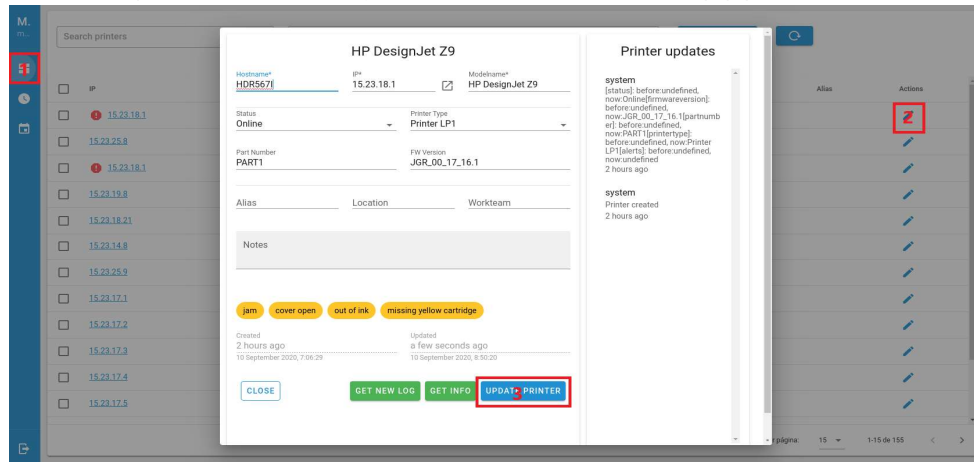 M.
m...
Search printers
1
IP
Alias
Actions
15.23.18.1
2
15.23.25.8
15.23.18.1
15.23.19.8
15.23.18.21
15.23.14.8
15.23.25.9
15.23.17.1
15.23.17.2
15.23.17.3
15.23.17.4
15.23.17.5
r página: 15 1-15 de 155
HP DesignJet Z9
Hostname* IP* Modelname*
HDR567I 15.23.18.1 HP DesignJet Z9
Status Printer Type
Online Printer LP1
Part Number FW Version
PART1 JGR_00_17_16.1
Alias Location Workteam
Notes
jam cover open out of ink missing yellow cartridge
Created Updated
2 hours ago a few seconds ago
10 September 2020, 7:06:29 10 September 2020, 8:50:20
CLOSE GET NEW LOG GET INFO UPDATE PRINTER
3
Printer updates
system
[status]: before:undefined,
now:Online[firmwareversion]:
before:undefined,
now:JGR_00_17_16.1[partnumb
er]: before:undefined,
now:PART1[printertype]:
before:undefined, now:Printer
LP1[alerts]: before:undefined,
now:undefined
2 hours ago
system
Printer created
2 hours ago